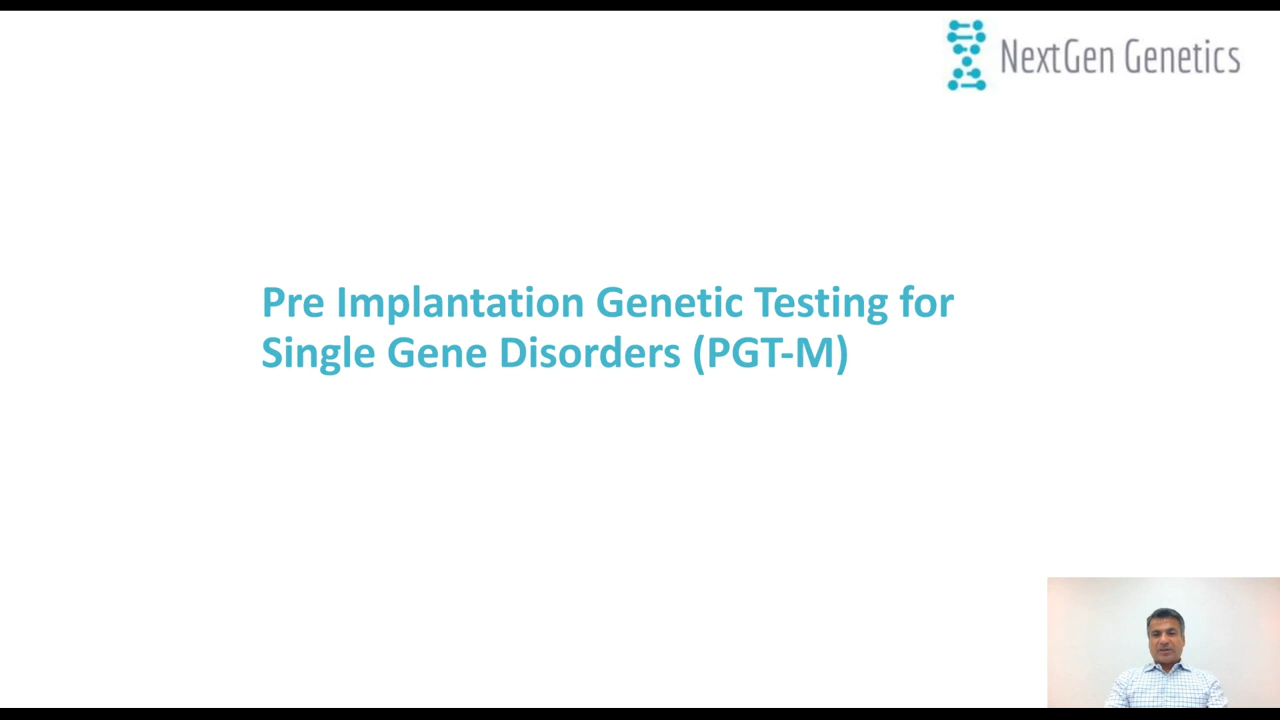 NextGen Genetics
Pre Implantation Genetic Testing for
Single Gene Disorders (PGT-M)